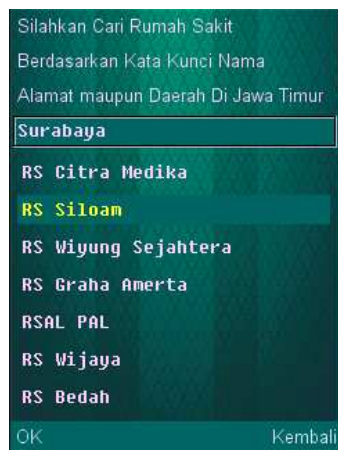 Silahkan Cari Rumah Sakit
Berdasarkan Kata Kunci Nama
Alamat maupun Daerah Di Jawa Timur
Surabaya
RS Citra Medika
RS Siloam
RS Wiyung Sejahtera
RS Graha Amerta
RSAL PAL
RS Wijaya
RS Bedah
OK Kembali